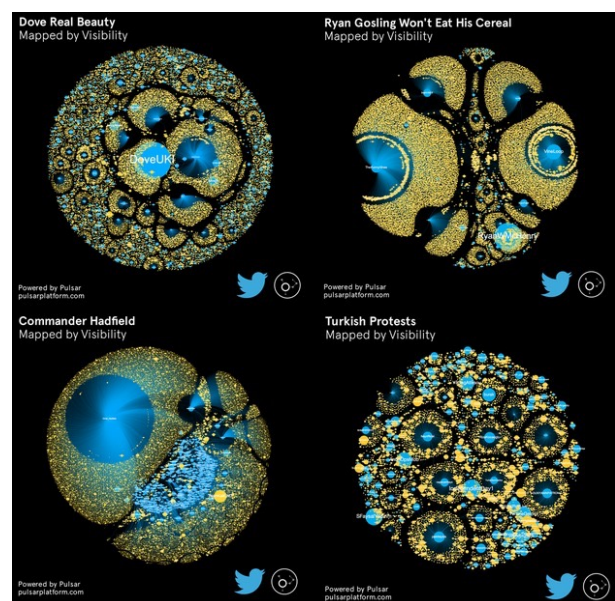 Dove Real Beauty
Mapped by Visibility
DoveUK
Powered by Pulsar
pulsarplatform.com
Ryan Gosling Won't Eat His Cereal
Mapped by Visibility
Powered by Pulsar
pulsarplatform.com
Commander Hadfield
Mapped by Visibility
Powered by Pulsar
pulsarplatform.com
Turkish Protests
Mapped by Visibility
Powered by Pulsar
pulsarplatform.com